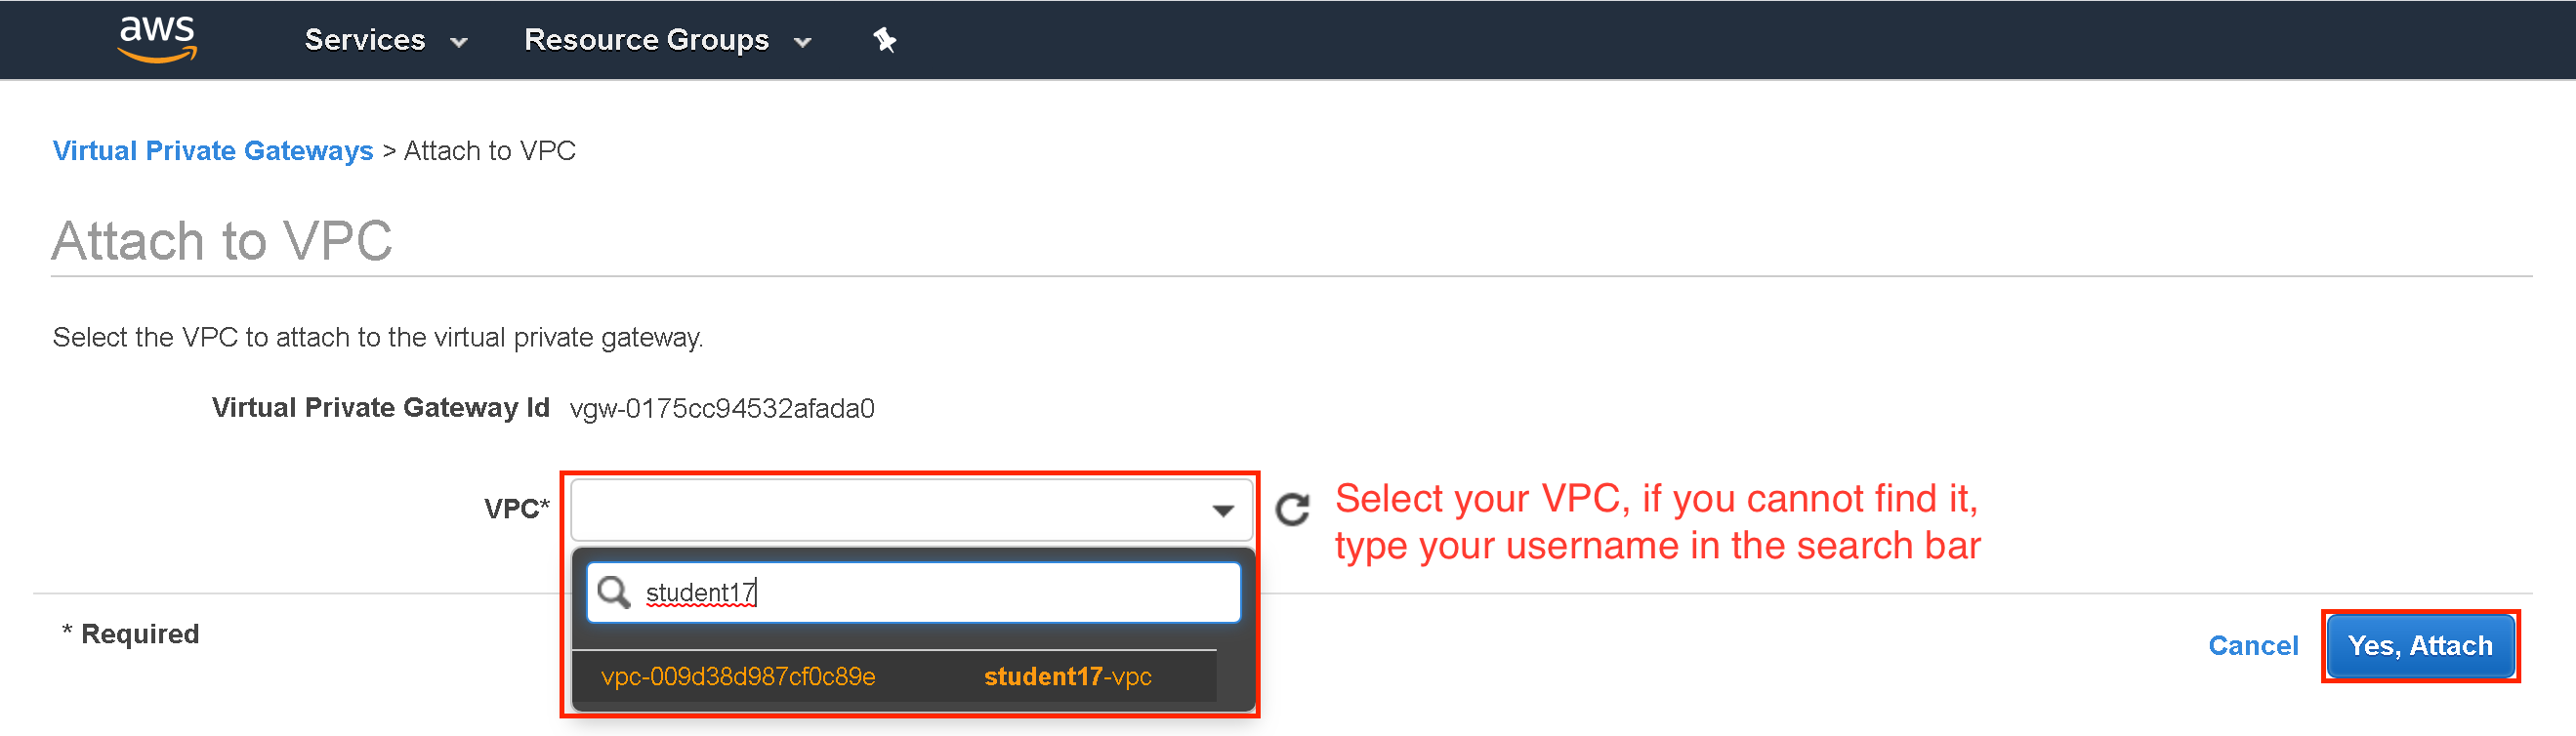 aws Services Resource Groups
Virtual Private Gateways > Attach to VPC
Attach to VPC
Select the VPC to attach to the virtual private gateway.
Virtual Private Gateway Id vgw-0175cc94532afada0
VPC*
Select your VPC, if you cannot find it,
type your username in the search bar
student17
vpc-009d38d987cf0c89e student17-vpc
* Required
Cancel Yes, Attach